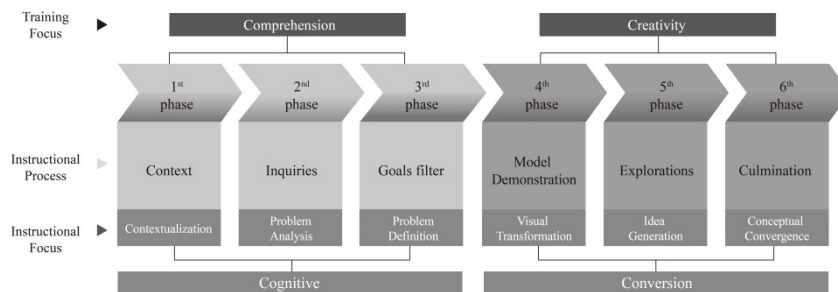 Training
Focus
Comprehension
Creativity
1st
phase
2nd
phase
3rd
phase
4th
phase
5th
phase
6th
phase
Instructional
Process
Context
Inquiries
Goals filter
Model
Demonstration
Explorations
Culmination
Instructional
Focus
Contextualization
Problem
Analysis
Problem
Definition
Visual
Transformation
Idea
Generation
Conceptual
Convergence
Cognitive
Conversion